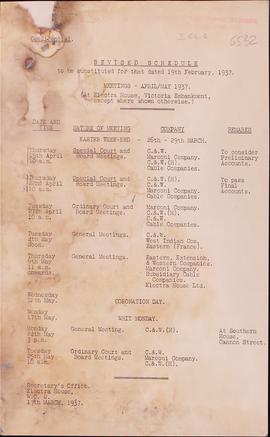 Confidential.
6532
REVISED SCHEDULE
to be substituted for that dated 19th February, 1937.
MEETINGS - APRIL/MAY 1937.
(At Electra House, Victoria Embankment,
except where shown otherwise.)
DATE AND TIME NATURE OF MEETING COMPANY REMARKS
EASTER WEEK-END - 26th - 29th MARCH.
Thursday Special Court and C.& W. To consider
April Board Meetings. Marconi Company. Preliminary
C.& W.(H). Accounts.
Cable Companies.
Thursday Special Court and C.& W. To pass
22nd April Board Meetings. Marconi Company. Final
C.& W.(H). Accounts.
Cable Companies.
Tuesday Ordinary Court and C.& W.
27th April Board Meetings. Marconi Company.
C.& W.(H).
Cable Companies.
Tuesday General Meetings. C.& W.
4th May West Indian Cos.
Noon. Eastern (France).
Thursday General Meetings. Eastern, Extension,
6th May & Western Companies.
11 a.m. Marconi Company.
onwards. Subsidiary Cable
Companies.
Electra House Ltd.
Wednesday
12th May. CORONATION DAY.
Monday
17th May. WHIT MONDAY.
Monday General Meeting. C.& W.(H). At Southern
May House,
p.m. Cannon Street.
Tuesday Ordinary Court and C.& W.(H).
25th May Board Meetings. Marconi Company.
10 a.m. C.& W.
Secretary's Office,
Electra House,
W.C. 2.
17th MARCH, 1937.